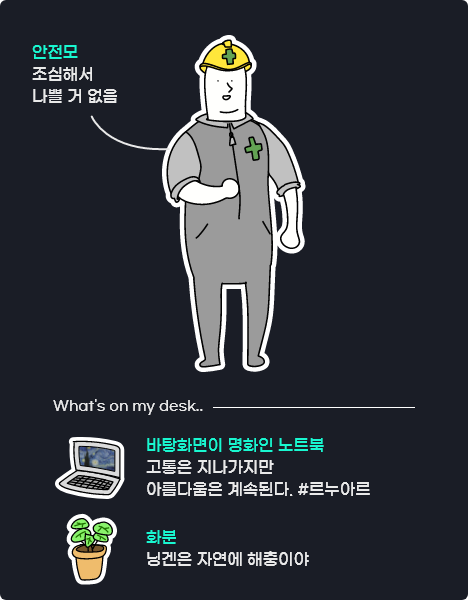 안전모
조심해서
나쁠 거 없음
What's on my desk..
바탕화면이 명화인 노트북
고통은 지나가지만
아름다움은 계속된다. #르누아르
화분
닝겐은 자연에 해충이야